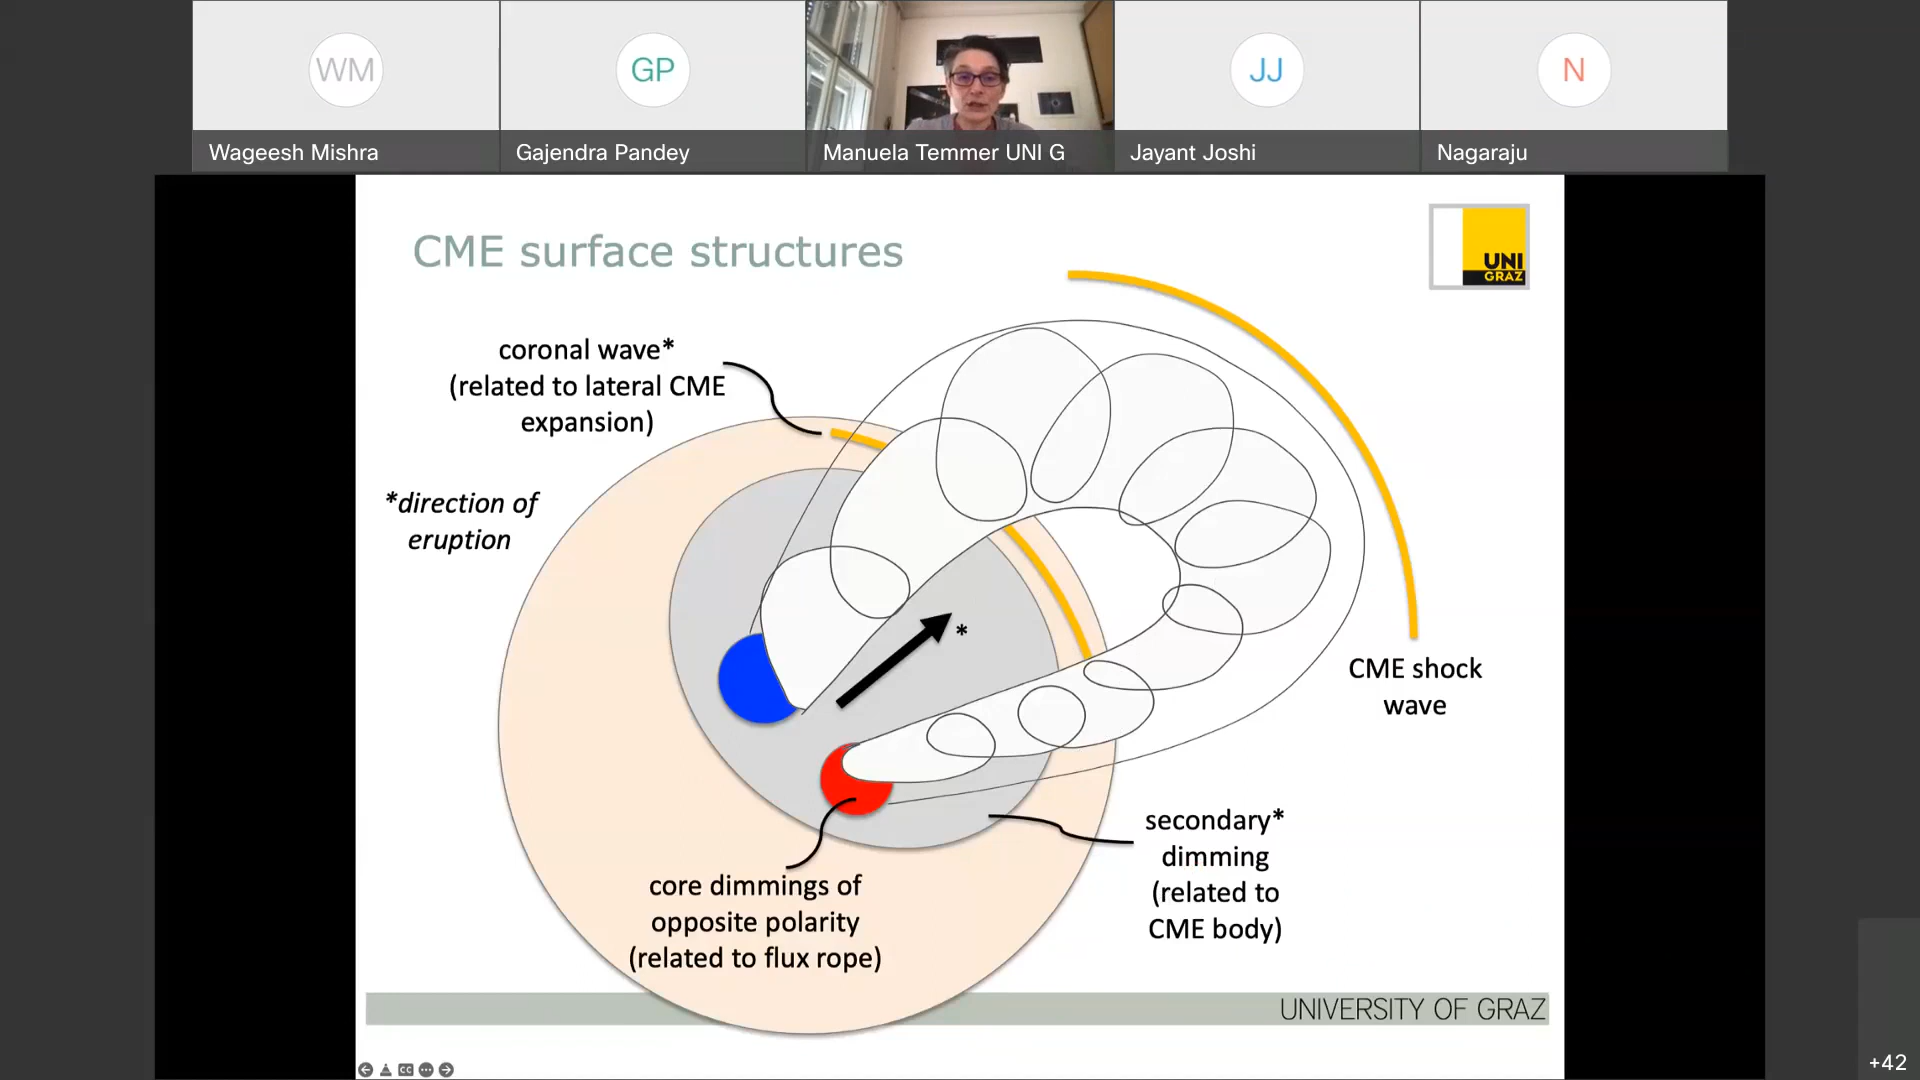 WM
GP
JJ
N
Wageesh Mishra
Gajendra Pandey
Manuela Temmer UNI G
Jayant Joshi
Nagaraju
CME surface structures
UNI
GRAZ
coronal wave*
(related to lateral CME
expansion)
*direction of
eruption
*
CME shock
wave
secondary*
dimming
(related to
CME body)
core dimmings of
opposite polarity
(related to flux rope)
UNIVERSITY OF GRAZ
CC
+42